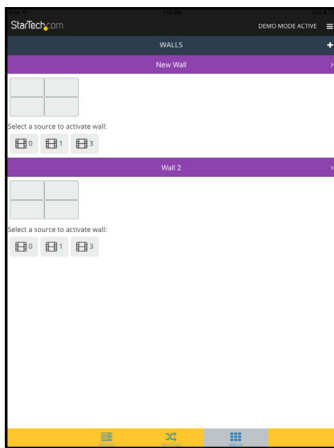 StarTech.com
DEMO MODE ACTIVE
WALLS
New Wall
Select a source to activate wall:
0 1 3
Wall 2
Select a source to activate wall:
0 1 3
WALLS